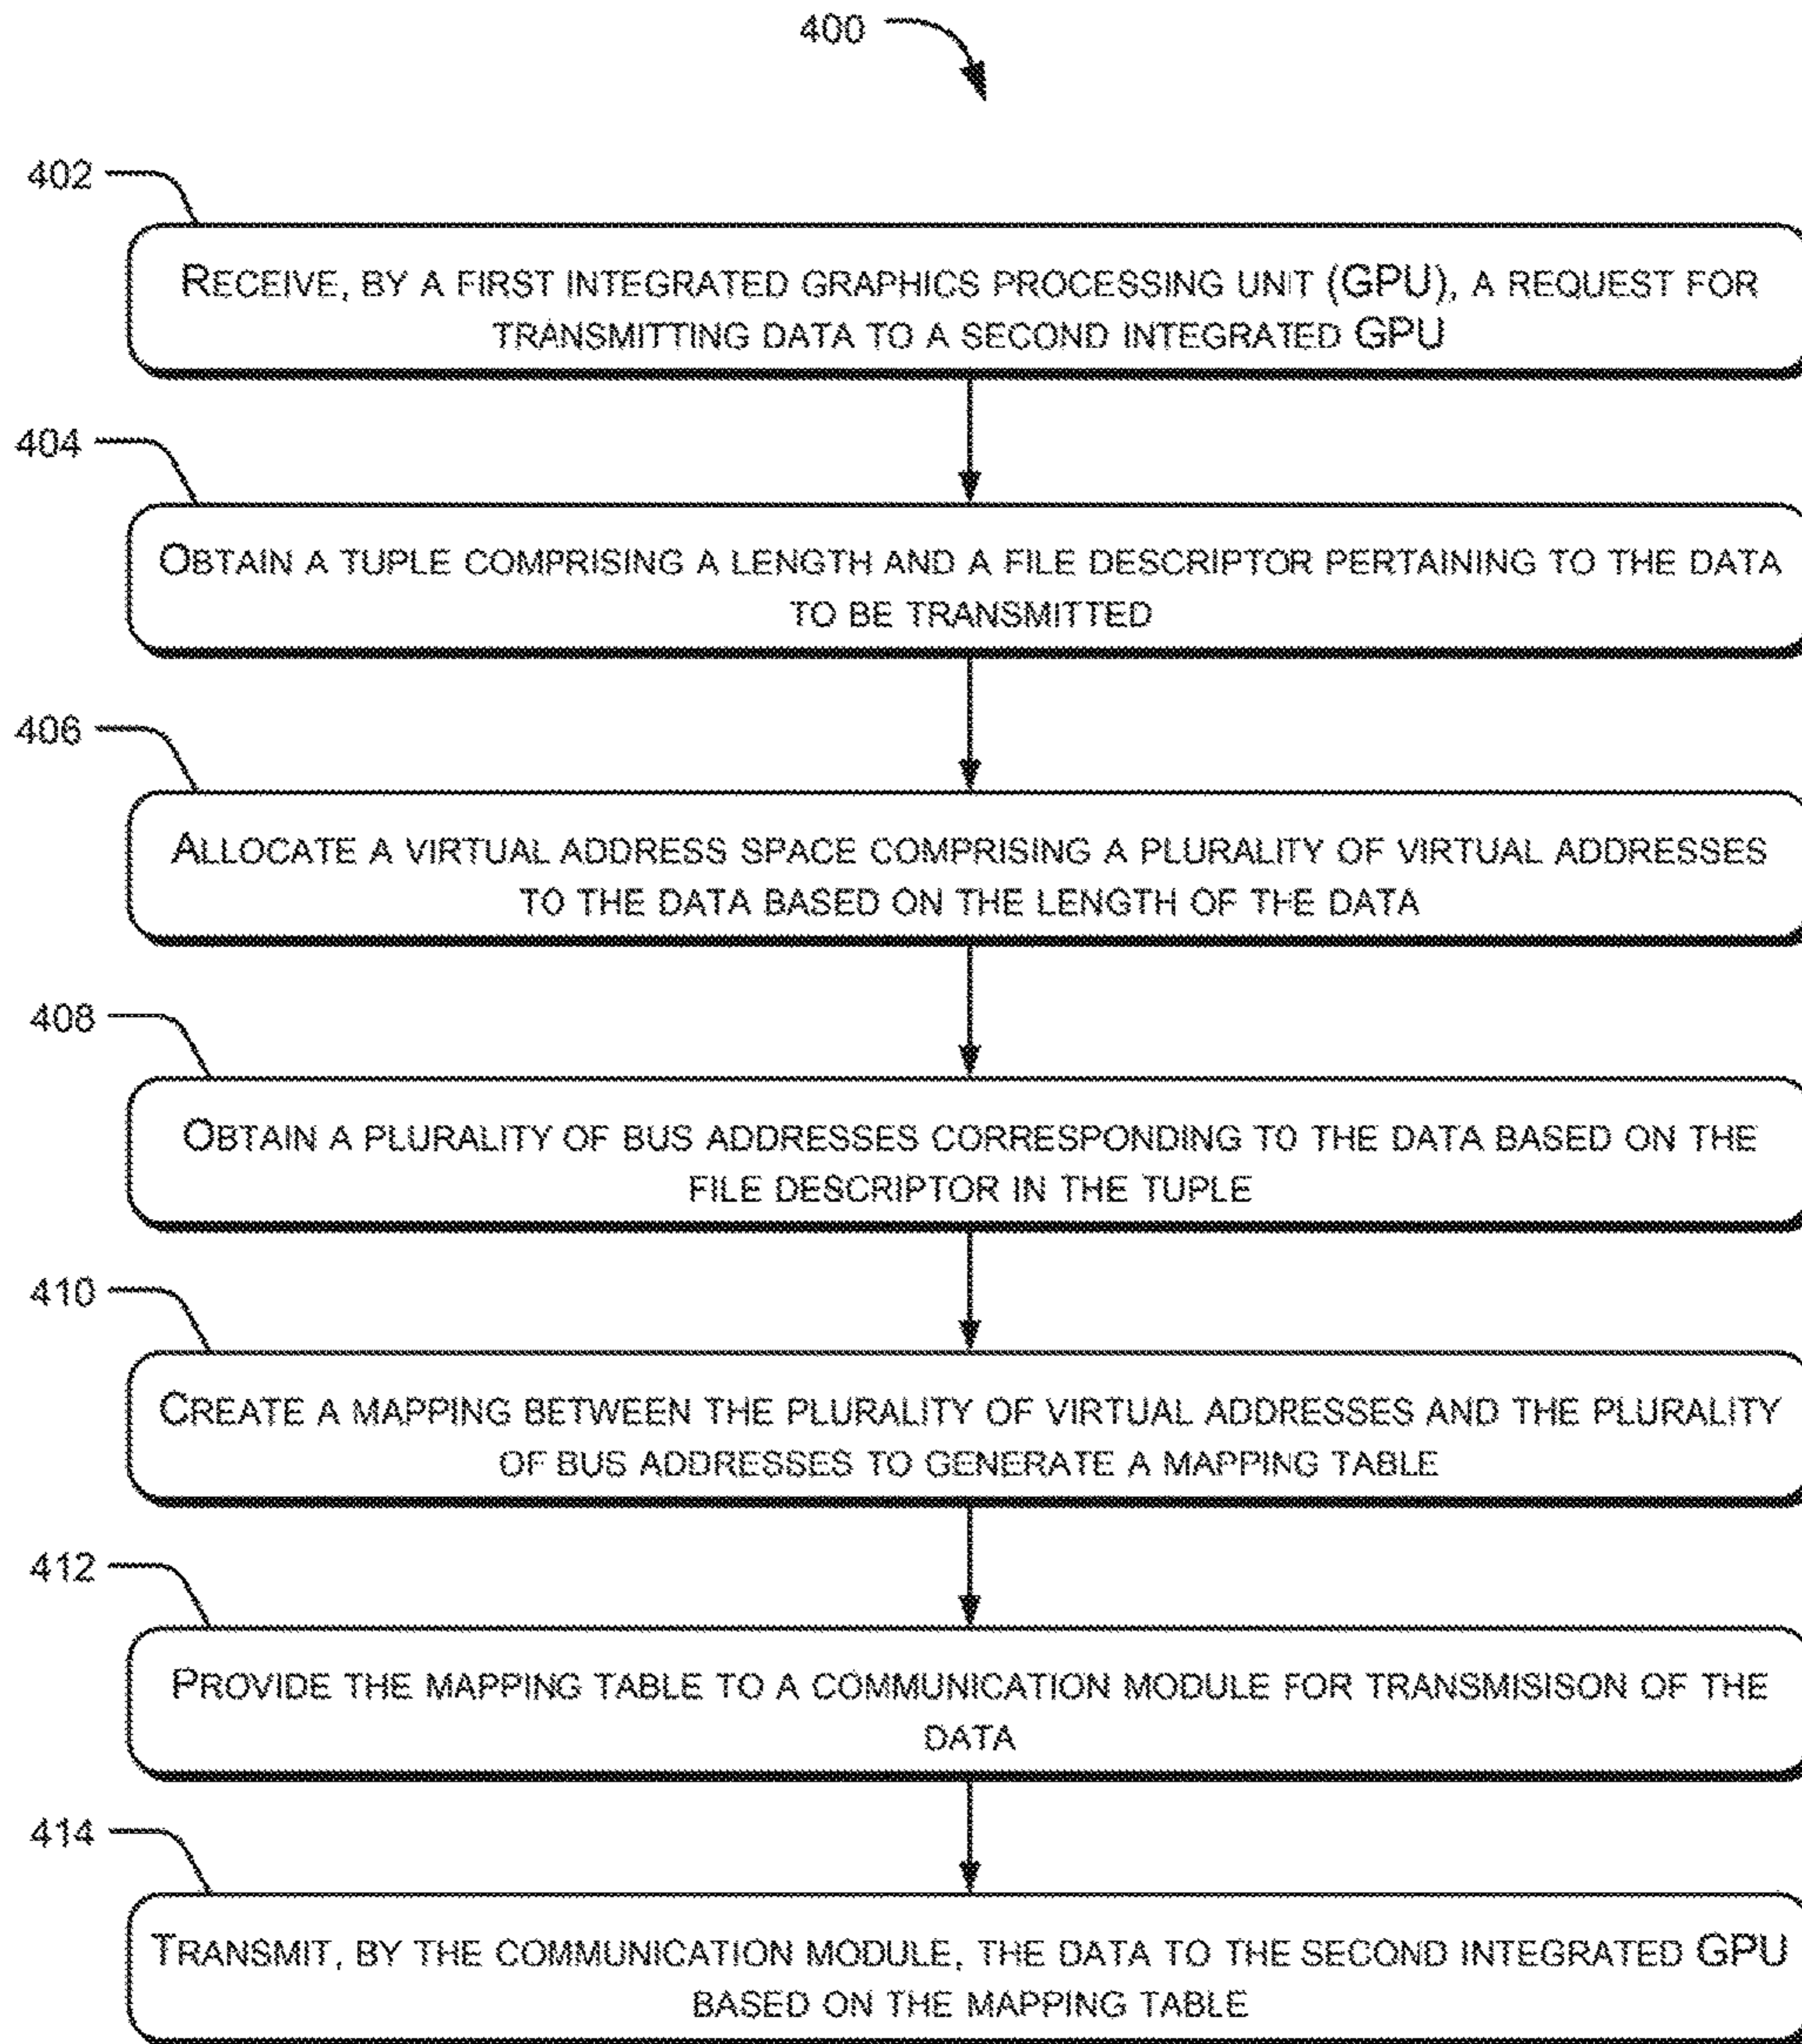 400
402
RECEIVE, BY A FIRST INTEGRATED GRAPHICS PROCESSING UNIT (GPU), A REQUEST FOR
TRANSMITTING DATA TO A SECOND INTEGRATED GPU
404
OBTAIN A TUPLE COMPRISING A LENGTH AND A FILE DESCRIPTOR PERTAINING TO THE DATA
TO BE TRANSMITTED
406
ALLOCATE A VIRTUAL ADDRESS SPACE COMPRISING A PLURALITY OF VIRTUAL ADDRESSES
TO THE DATA BASED ON THE LENGTH OF THE DATA
408
OBTAIN A PLURALITY OF BUS ADDRESSES CORRESPONDING TO THE DATA BASED ON THE
FILE DESCRIPTOR IN THE TUPLE
410
CREATE A MAPPING BETWEEN THE PLURALITY OF VIRTUAL ADDRESSES AND THE PLURALITY
OF BUS ADDRESSES TO GENERATE A MAPPING TABLE
412
PROVIDE THE MAPPING TABLE TO A COMMUNICATION MODULE FOR TRANSMISISON OF THE
DATA
414
TRANSMIT, BY THE COMMUNICATION MODULE, THE DATA TO THE SECOND INTEGRATED GPU
BASED ON THE MAPPING TABLE